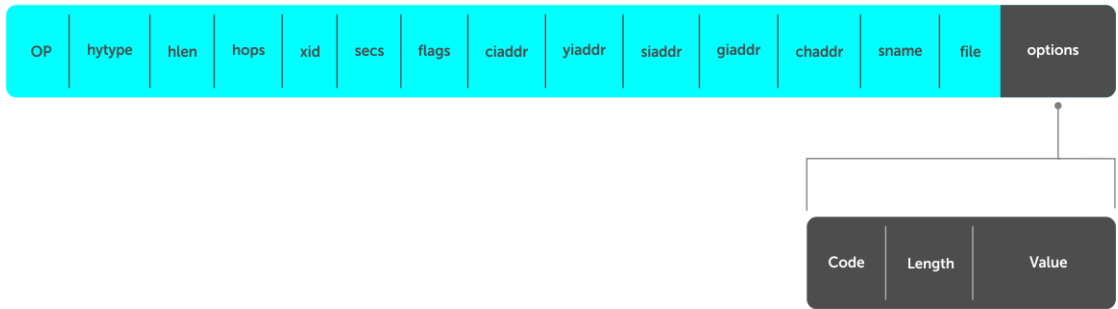 OP hytype hlen hops xid secs flags ciaddr yiaddr siaddr giaddr chaddr sname file options
Code Length Value